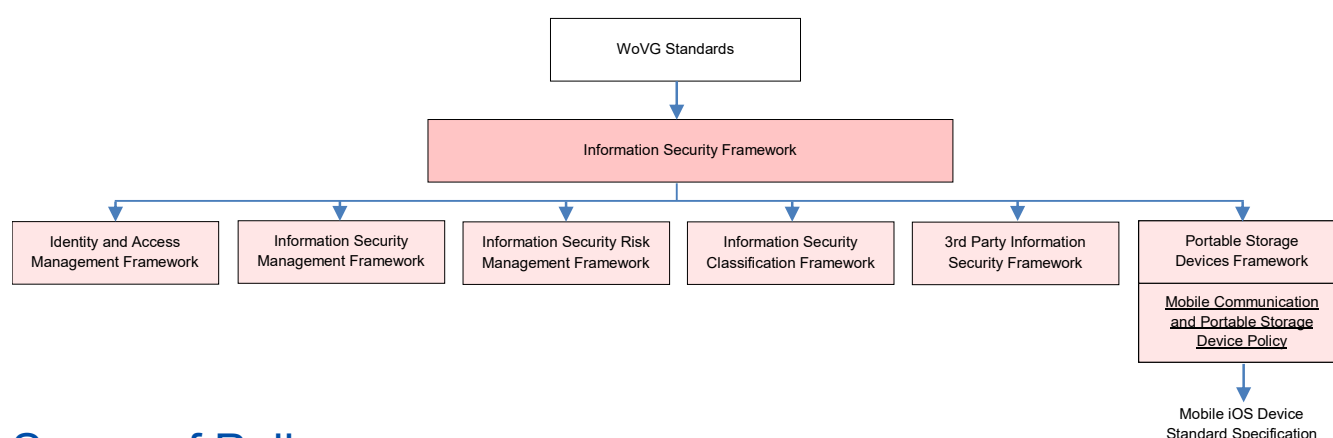 WoVG Standards
Information Security Framework
Identity and Access
Management Framework
Information Security
Management Framework
Information Security Risk
Management Framework
Information Security
Classification Framework
3rd Party Information
Security Framework
Portable Storage
Devices Framework
Mobile Communication
and Portable Storage
Device Policy
Mobile iOS Device
Standard Specification